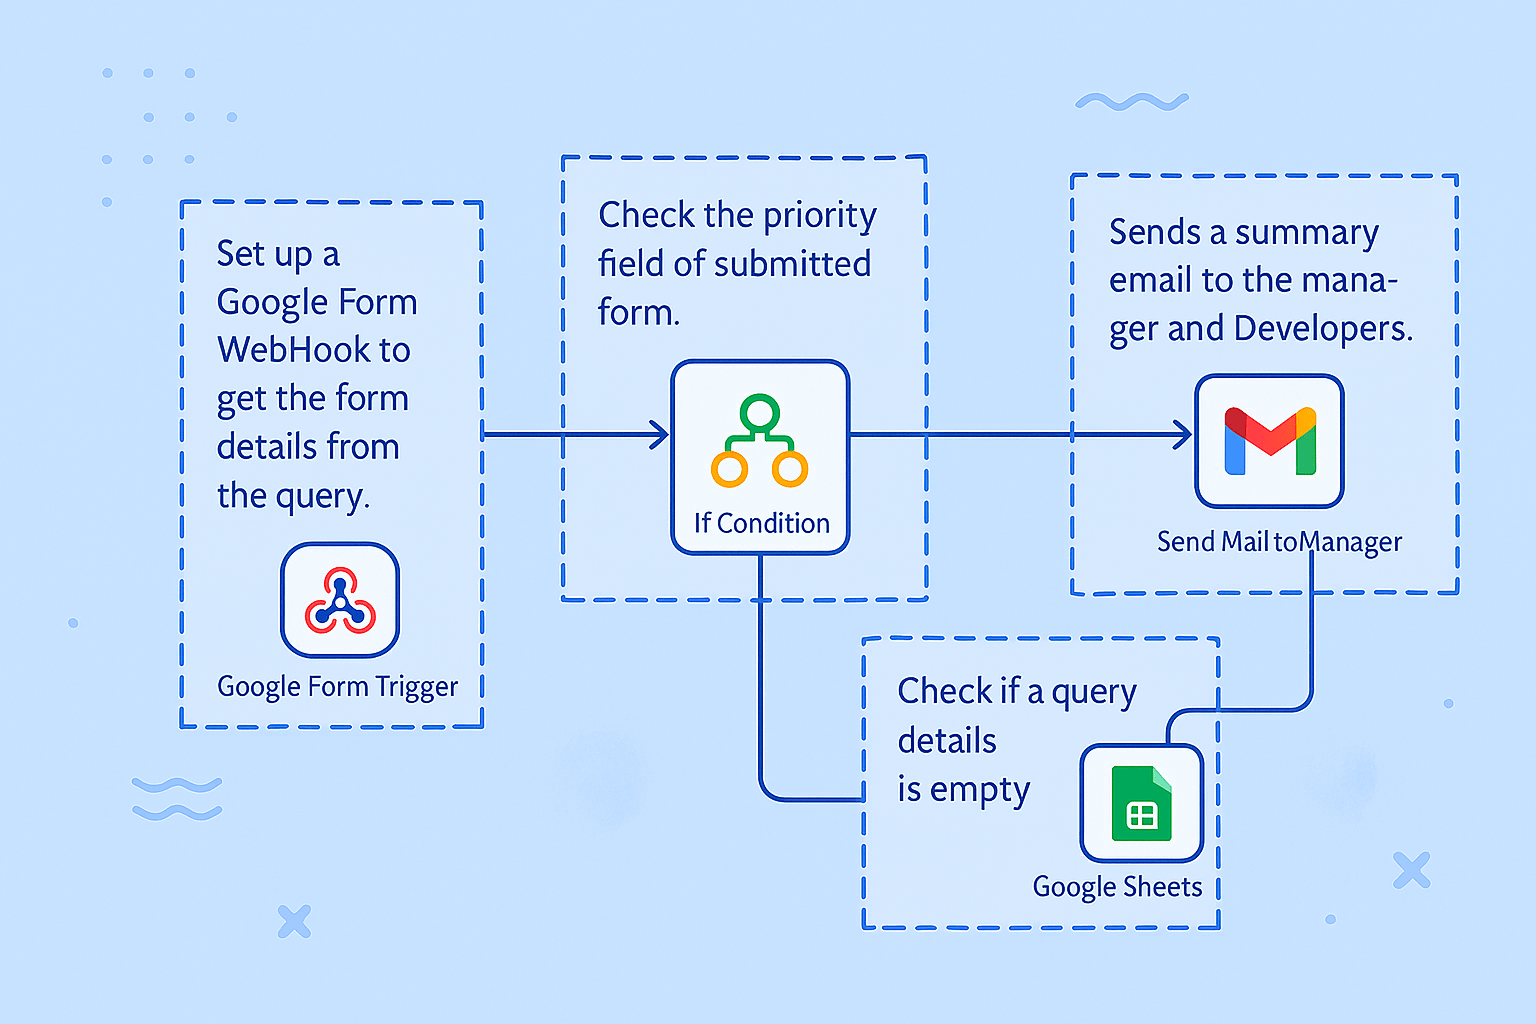 Set up a
Google Form
WebHook to
get the form
details from
the query.
Google Form Trigger
Check the priority
field of submitted
form.
If Condition
Sends a summary
email to the mana-
ger and Developers.
Send Mail toManager
Check if a query
details
is empty
Google Sheets